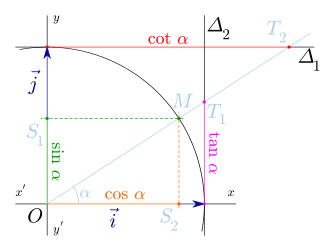 y
cot α
Δ₂
T₂
Δ₁
j⃗
M
T₁
S₁
sin α
tan α
x'
α
cos α
x
O
i⃗
S₂
y'